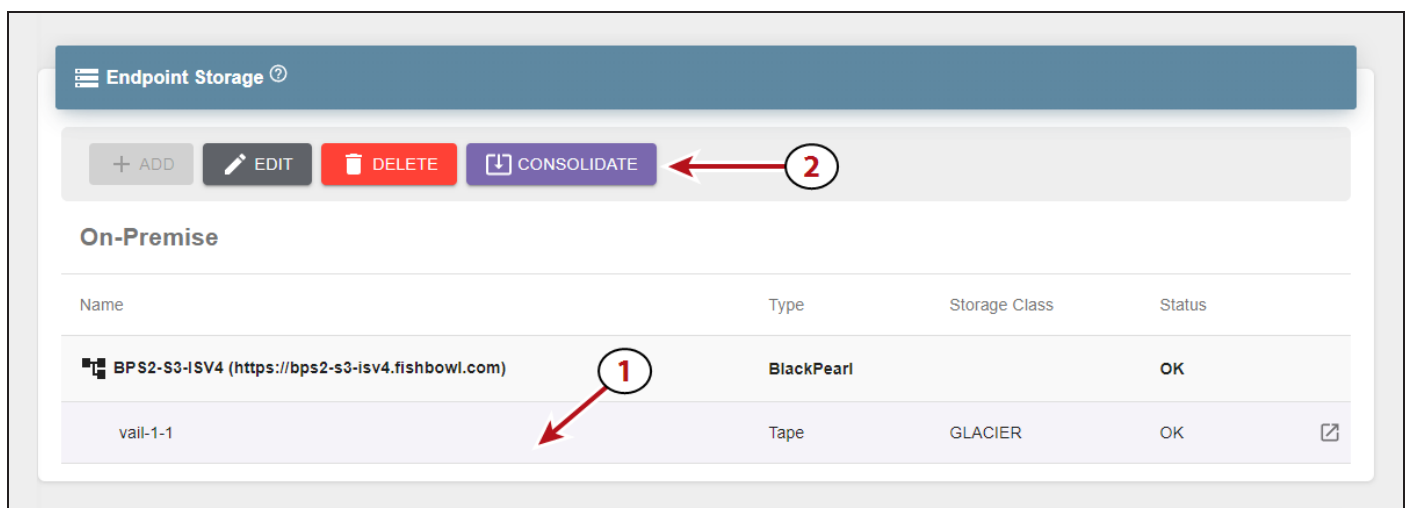 Endpoint Storage ?
+ ADD EDIT DELETE CONSOLIDATE 2
On-Premise
Name Type Storage Class Status
BPS2-S3-ISV4 (https://bps2-s3-isv4.fishbowl.com) 1 BlackPearl OK
vail-1-1 Tape GLACIER OK